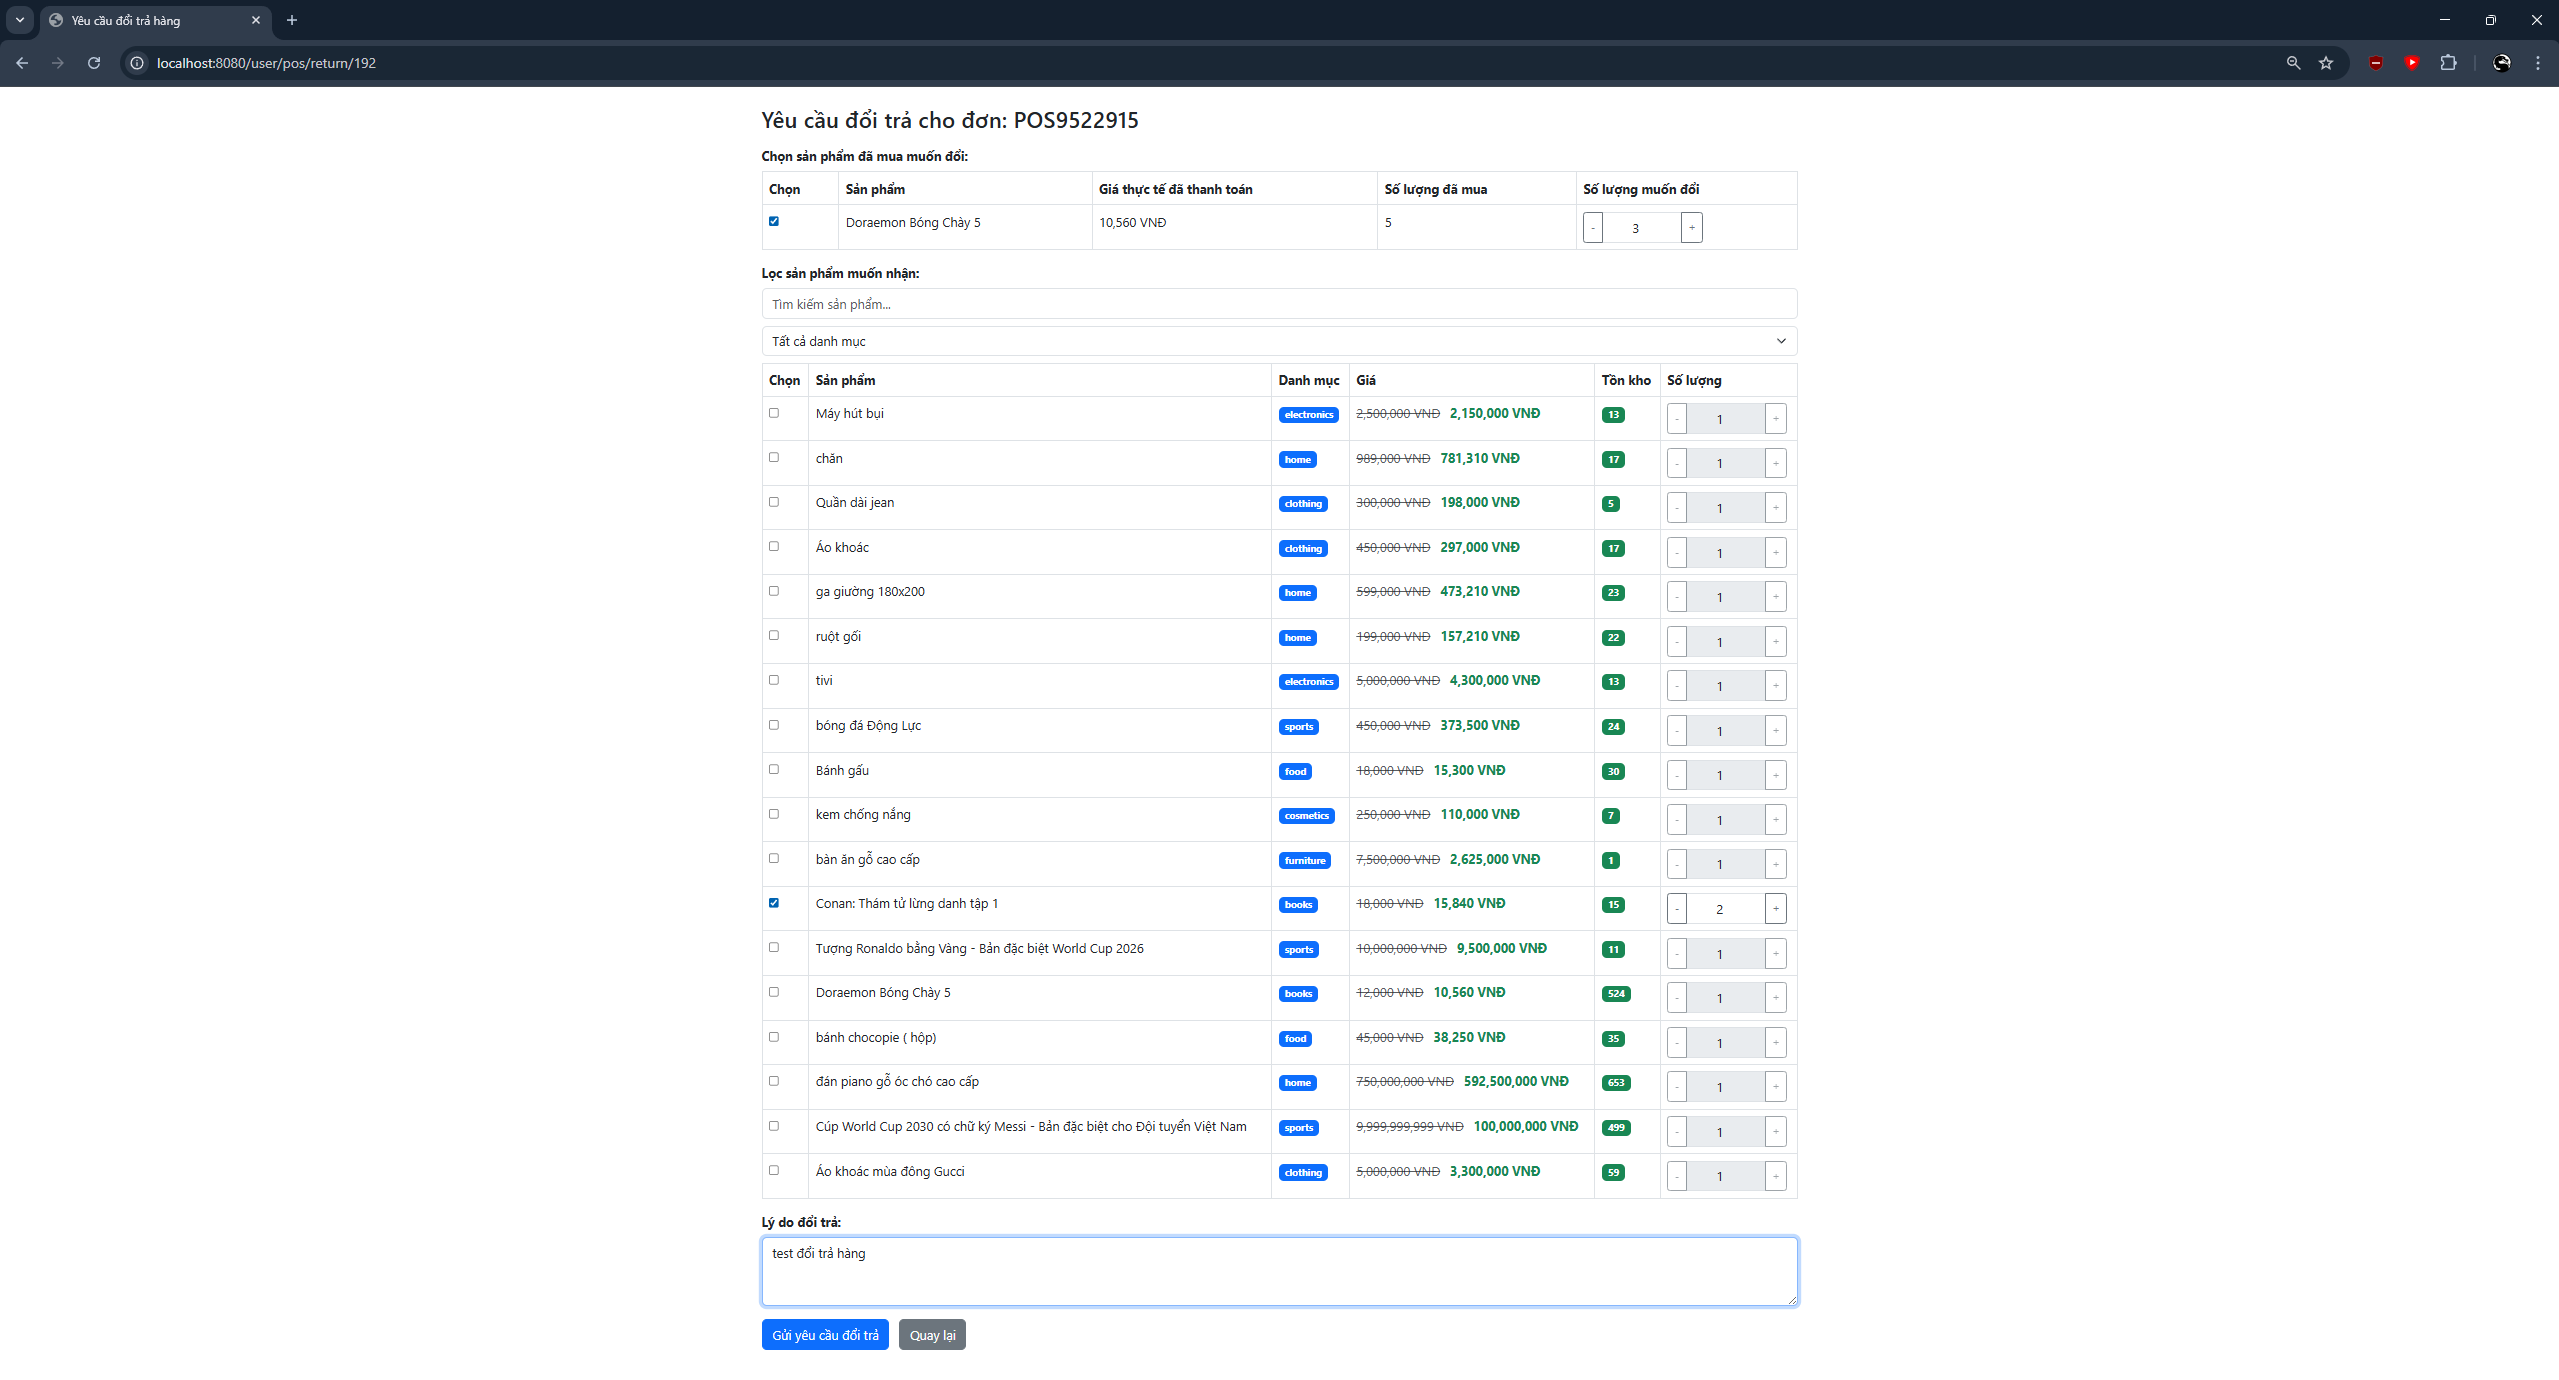 Yêu cầu đổi trả hàng
localhost:8080/user/pos/return/192
Yêu cầu đổi trả cho đơn: POS9522915
Chọn sản phẩm đã mua muốn đổi:
Chọn Sản phẩm Giá thực tế đã thanh toán Số lượng đã mua Số lượng muốn đổi
Doraemon Bóng Chày 5 10,560 VNĐ 5 - 3 +
Lọc sản phẩm muốn nhận:
Tìm kiếm sản phẩm...
Tất cả danh mục
Chọn Sản phẩm Danh mục Giá Tồn kho Số lượng
Máy hút bụi electronics 2,500,000 VNĐ 2,150,000 VNĐ 13 - 1 +
chăn home 989,000 VNĐ 781,310 VNĐ 17 - 1 +
Quần dài jean clothing 300,000 VNĐ 198,000 VNĐ 5 - 1 +
Áo khoác clothing 450,000 VNĐ 297,000 VNĐ 17 - 1 +
ga giường 180x200 home 599,000 VNĐ 473,210 VNĐ 23 - 1 +
ruột gối home 199,000 VNĐ 157,210 VNĐ 22 - 1 +
tivi electronics 5,000,000 VNĐ 4,300,000 VNĐ 13 - 1 +
bóng đá Động Lực sports 450,000 VNĐ 373,500 VNĐ 24 - 1 +
Bánh gấu food 18,000 VNĐ 15,300 VNĐ 30 - 1 +
kem chống nắng cosmetics 250,000 VNĐ 110,000 VNĐ 7 - 1 +
bàn ăn gỗ cao cấp furniture 7,500,000 VNĐ 2,625,000 VNĐ 1 - 1 +
Conan: Thám tử lừng danh tập 1 books 18,000 VNĐ 15,840 VNĐ 15 - 2 +
Tượng Ronaldo bằng Vàng - Bản đặc biệt World Cup 2026 sports 10,000,000 VNĐ 9,500,000 VNĐ 11 - 1 +
Doraemon Bóng Chày 5 books 12,000 VNĐ 10,560 VNĐ 524 - 1 +
bánh chocopie ( hộp) food 45,000 VNĐ 38,250 VNĐ 35 - 1 +
đán piano gỗ óc chó cao cấp home 750,000,000 VNĐ 592,500,000 VNĐ 653 - 1 +
Cúp World Cup 2030 có chữ ký Messi - Bản đặc biệt cho Đội tuyển Việt Nam sports 9,999,999,999 VNĐ 100,000,000 VNĐ 499 - 1 +
Áo khoác mùa đông Gucci clothing 5,000,000 VNĐ 3,300,000 VNĐ 59 - 1 +
Lý do đổi trả:
test đổi trả hàng
Gửi yêu cầu đổi trả Quay lại